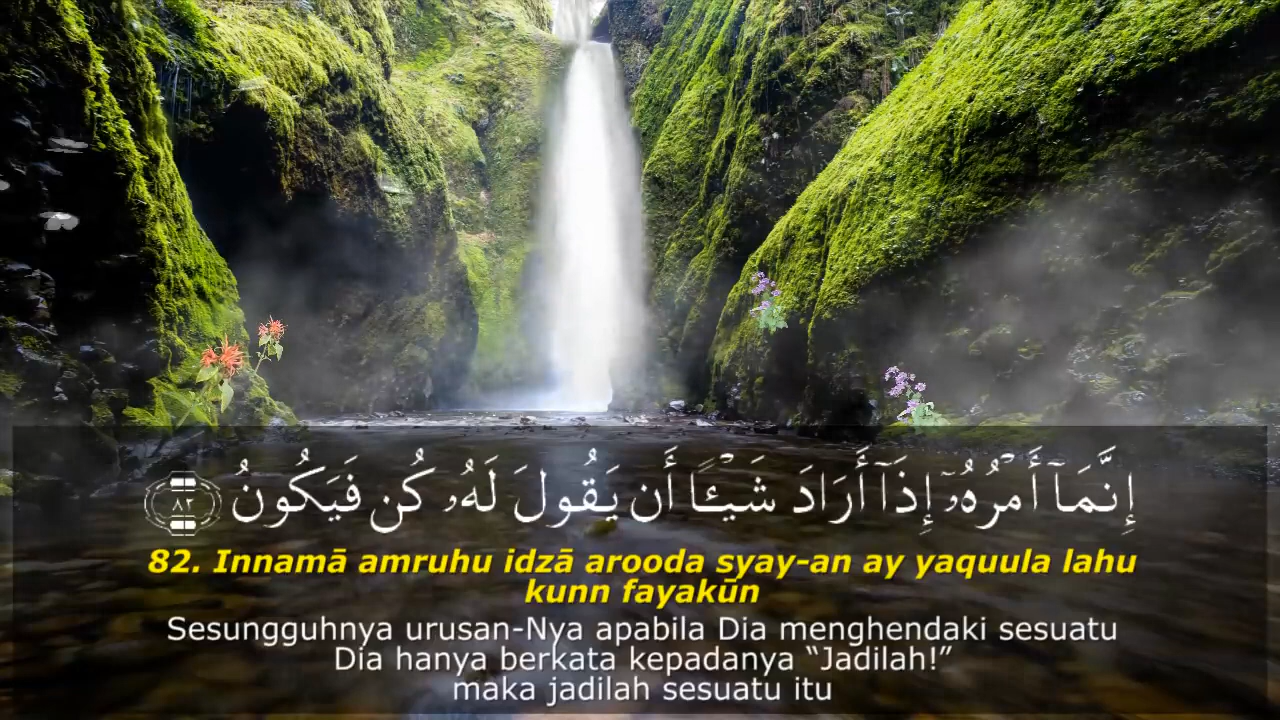 إِنَّمَآ أَمْرُهُۥٓ إِذَآ أَرَادَ شَيْـًٔا أَن يَقُولَ لَهُۥ كُن فَيَكُونُ ٨٢
82. Innamā amruhu idzā arooda syay-an ay yaquula lahu
kunn fayakūn
Sesungguhnya urusan-Nya apabila Dia menghendaki sesuatu
Dia hanya berkata kepadanya “Jadilah!”
maka jadilah sesuatu itu